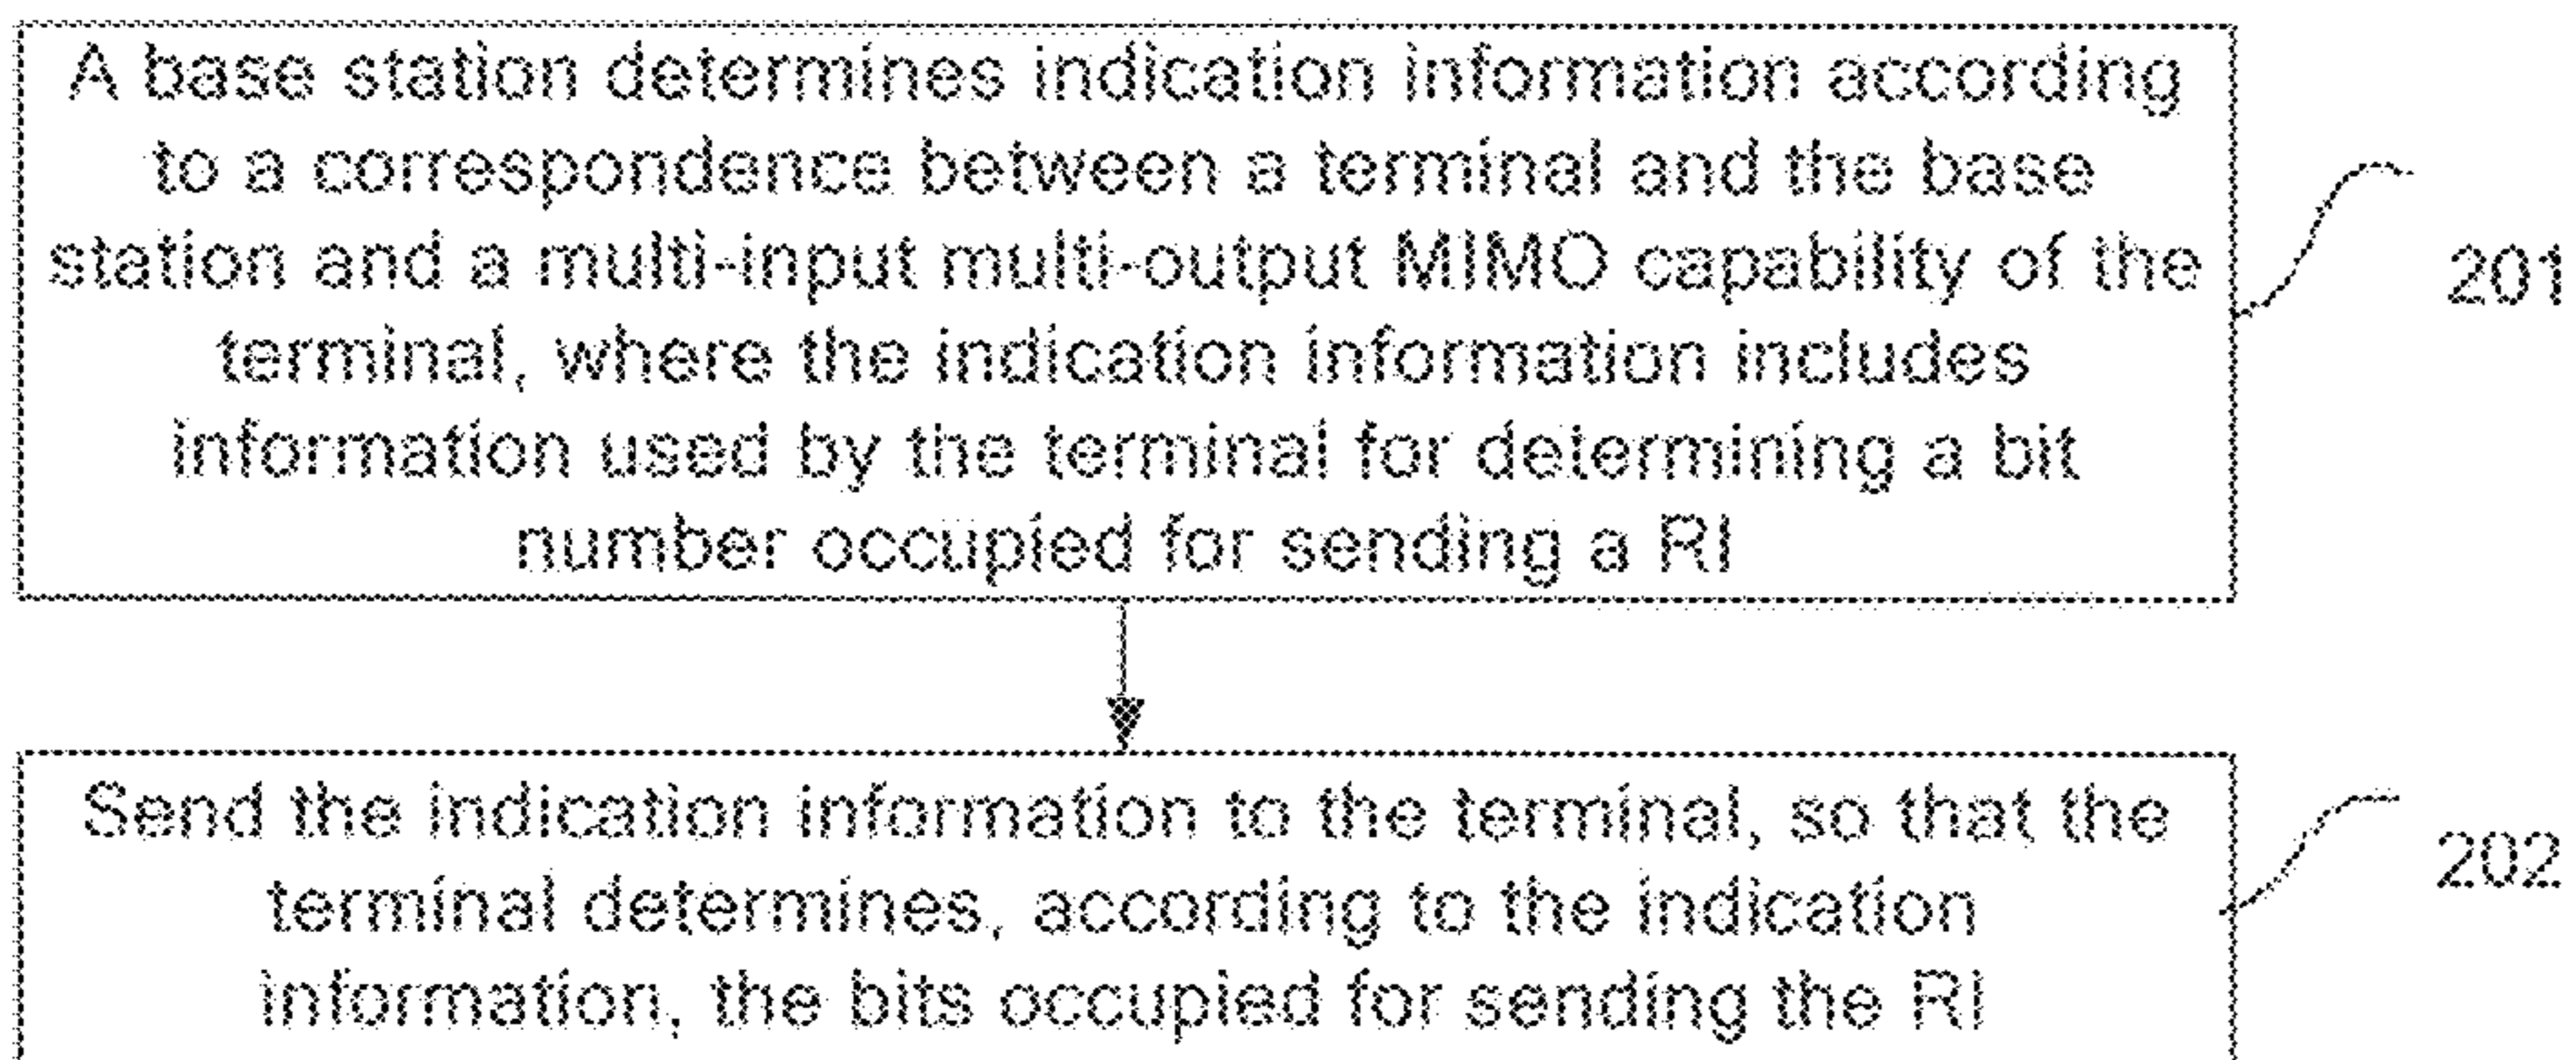 A base station determines indication information according
to a correspondence between a terminal and the base
station and a multi-input multi-output MIMO capability of the
terminal, where the indication information includes
information used by the terminal for determining a bit
number occupied for sending a RI
201
Send the indication information to the terminal, so that the
terminal determines, according to the indication
information, the bits occupied for sending the RI
202